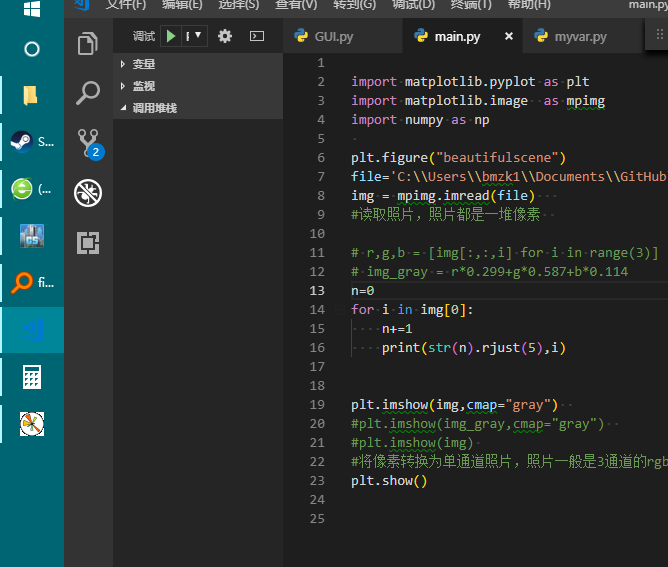 文件(F) 编辑(E) 选择(S) 查看(V) 转到(G) 调试(D) 终端(T) 帮助(H) main.py
调试
GUI.py
main.py
myvar.py
变量
监视
调用堆栈
2
S...
(...
fi...
1
2 import matplotlib.pyplot as plt
3 import matplotlib.image as mpimg
4 import numpy as np
5
6 plt.figure("beautifulscene")
7 file='C:\\Users\\bmzk1\\Documents\\GitHub
8 img = mpimg.imread(file)
9 #读取照片，照片都是一堆像素
10
11 # r,g,b = [img[:,:,i] for i in range(3)]
12 # img_gray = r*0.299+g*0.587+b*0.114
13 n=0
14 for i in img[0]:
15 n+=1
16 print(str(n).rjust(5),i)
17
18
19 plt.imshow(img,cmap="gray")
20 #plt.imshow(img_gray,cmap="gray")
21 #plt.imshow(img)
22 #将像素转换为单通道照片，照片一般是3通道的rgb
23 plt.show()
24
25